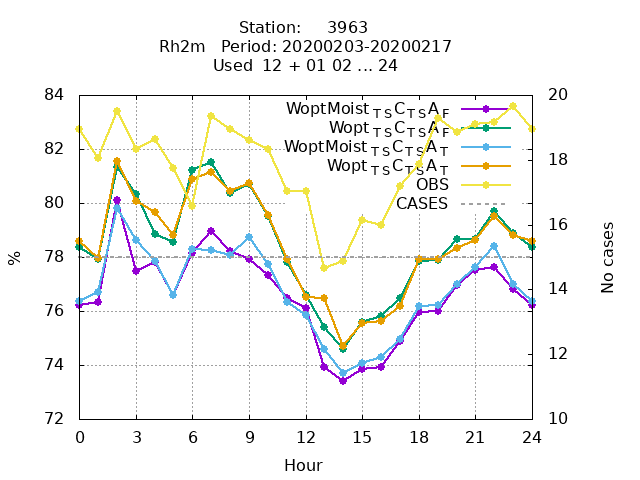 Station: 3963
Rh2m Period: 20200203-20200217
Used 12 + 01 02 ... 24
84 20
WoptMoist TS C TS A F
Wopt TS C TS A F
82 WoptMoist TS C TS A T 18
Wopt TS C TS A T
OBS
80 CASES 16
% 78 No cases
76 14
74 12
72 10
0 3 6 9 12 15 18 21 24
Hour